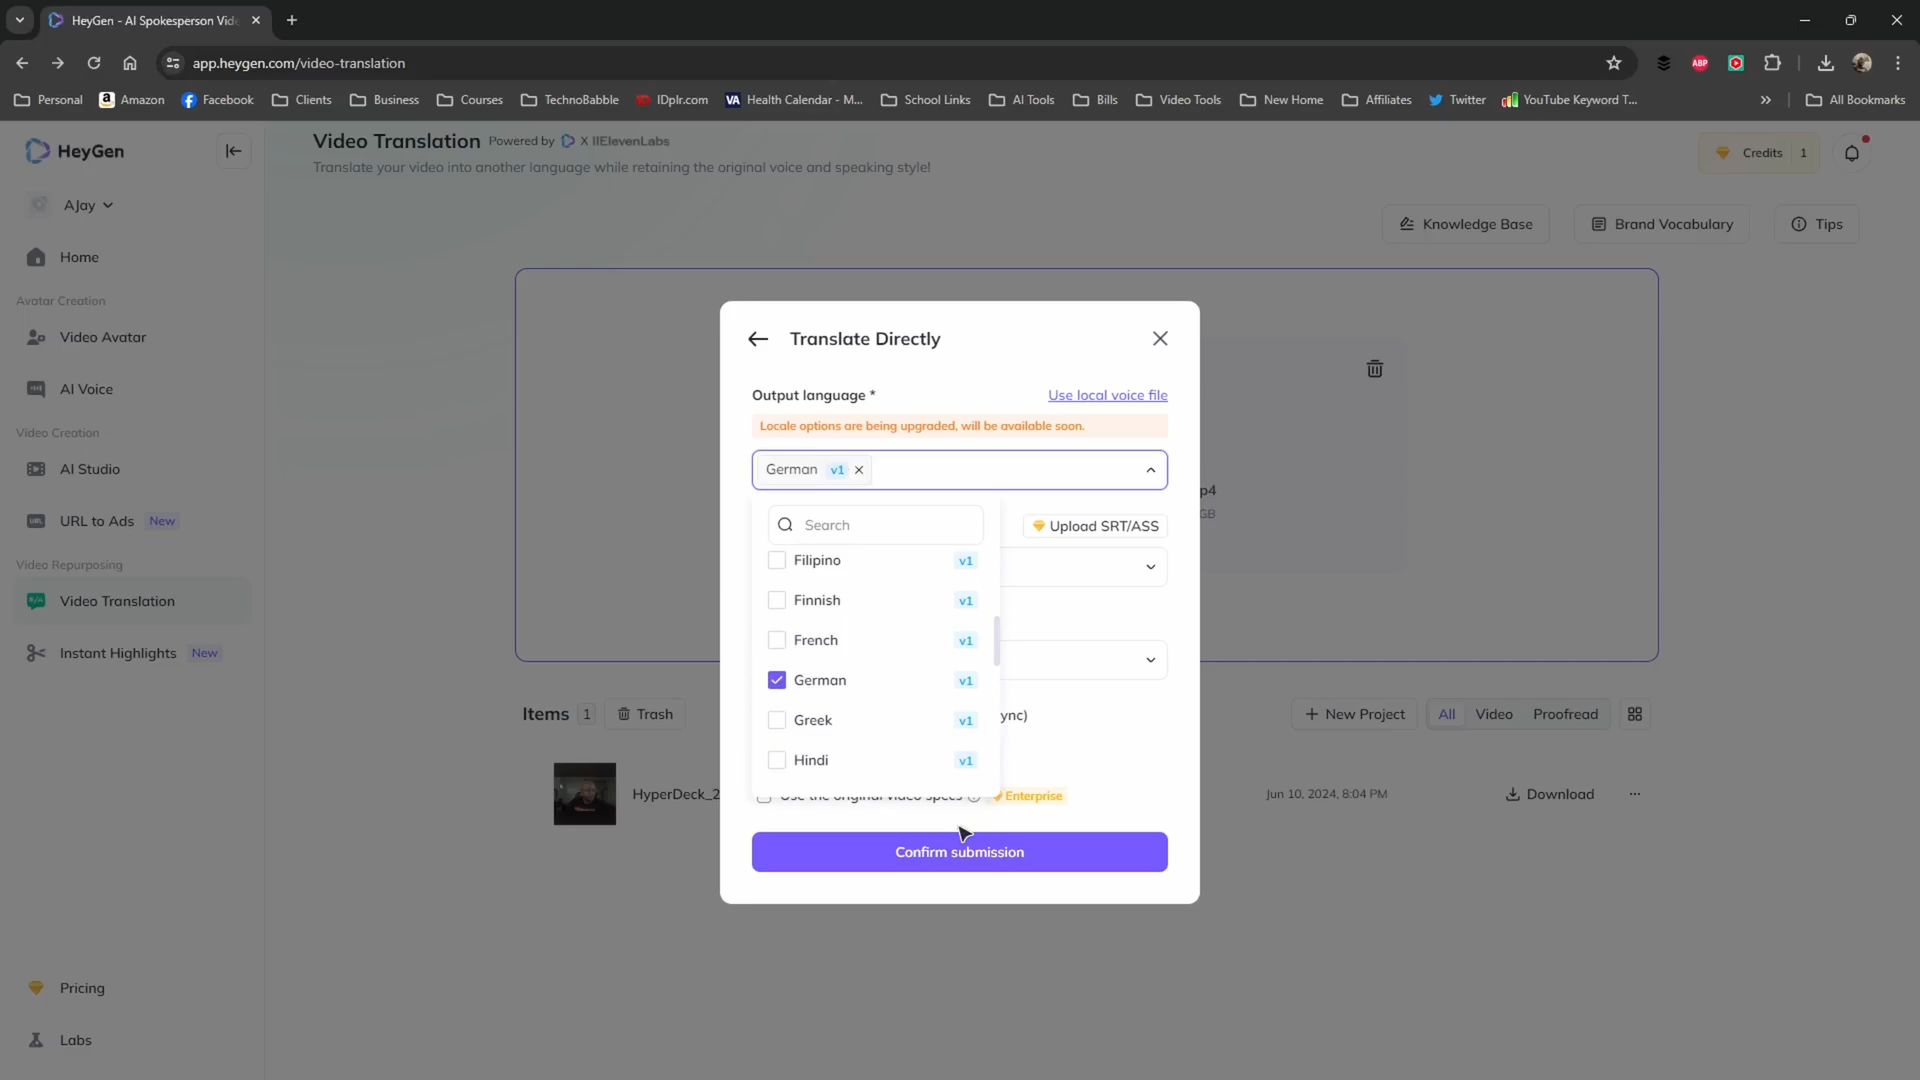 HeyGen - AI Spokesperson Vide
app.heygen.com/video-translation
ABP
Personal
Amazon
Facebook
Clients
Business
Courses
TechnoBabble
IDplr.com
VA Health Calendar - M...
School Links
AI Tools
Bills
Video Tools
New Home
Affiliates
Twitter
YouTube Keyword T...
All Bookmarks
HeyGen
Video Translation Powered by X IIElevenLabs
Translate your video into another language while retaining the original voice and speaking style!
Credits 1
AJay
Knowledge Base
Brand Vocabulary
Tips
Home
Avatar Creation
Video Avatar
AI Voice
Video Creation
AI Studio
URL to Ads New
Video Repurposing
Video Translation
Instant Highlights New
Pricing
Labs
Translate Directly
Output language *
Use local voice file
Locale options are being upgraded, will be available soon.
German v1
Search
Upload SRT/ASS
Filipino v1
Finnish v1
French v1
German v1
Greek v1
Hindi v1
ync)
Use the original video specs
Enterprise
Confirm submission
p4
GB
Items 1
Trash
New Project
All
Video
Proofread
HyperDeck_2
Jun 10, 2024, 8:04 PM
Download
...